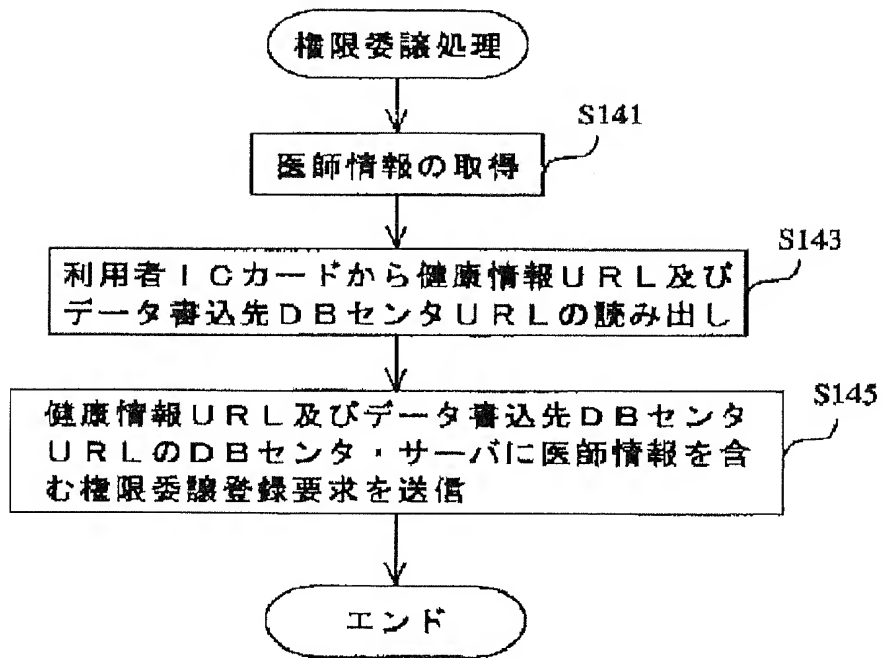 権限委譲処理
S141
医師情報の取得
S143
利用者ICカードから健康情報URL及び
データ書込先DBセンタURLの読み出し
S145
健康情報URL及びデータ書込先DBセンタ
URLのDBセンタ・サーバに医師情報を含
む権限委譲登録要求を送信
エンド